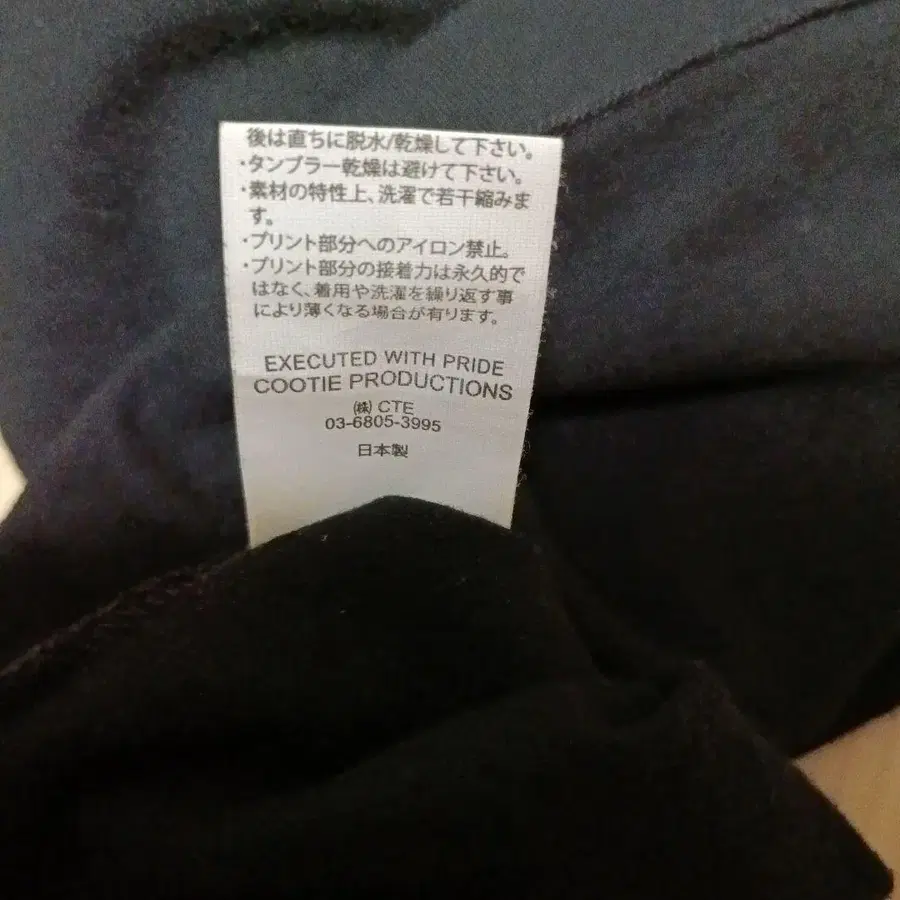 後は直ちに脱水/乾燥して下さい。
・タンブラー乾燥は避けて下さい。
・素材の特性上、洗濯で若干縮みま
す。
・プリント部分へのアイロン禁止。
・プリント部分の接着力は永久的で
はなく、着用や洗濯を繰り返す事
により薄くなる場合が有ります。
EXECUTED WITH PRIDE
COOTIE PRODUCTIONS
㈱ CTE
03-6805-3995
日本製